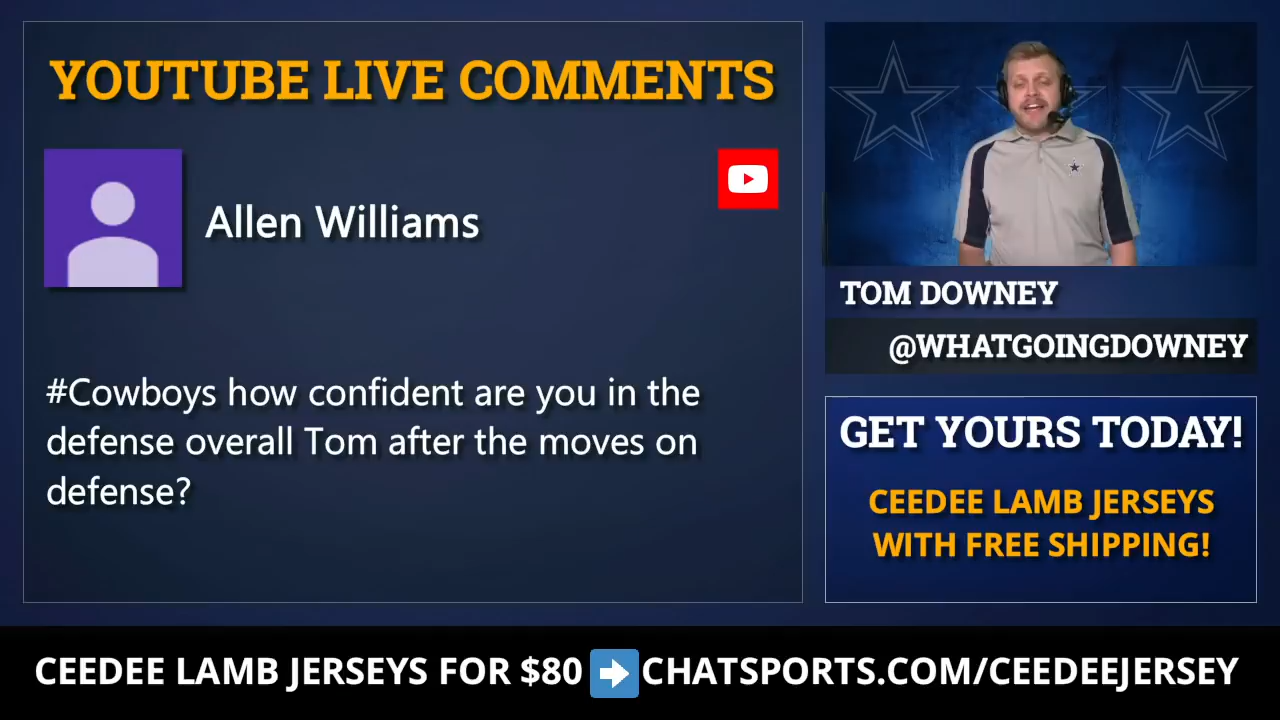 YOUTUBE LIVE COMMENTS
Allen Williams
#Cowboys how confident are you in the
defense overall Tom after the moves on
defense?
TOM DOWNEY
@WHATGOINGDOWNEY
GET YOURS TODAY!
CEEDEE LAMB JERSEYS
WITH FREE SHIPPING!
CEEDEE LAMB JERSEYS FOR $80 ➡ CHATSPORTS.COM/CEEDEEJERSEY